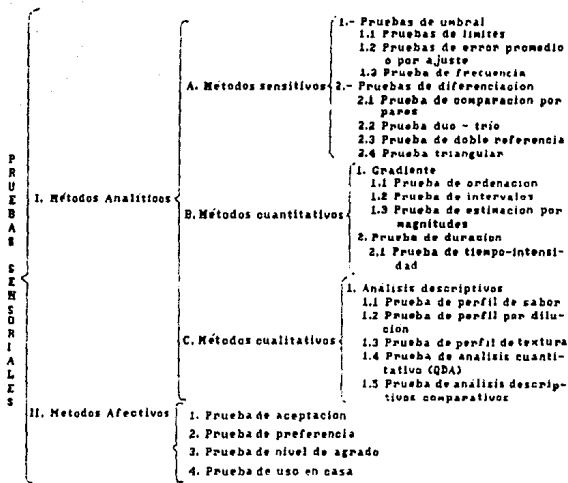 PRUEBAS SENSORIALES
I. Métodos Analíticos
A. Métodos sensitivos
1.- Pruebas de umbral
1.1 Pruebas de límites
1.2 Pruebas de error promedio
o por ajuste
1.3 Prueba de frecuencia
2.- Pruebas de diferenciacion
2.1 Prueba de comparacion por
pares
2.2 Prueba duo - trío
2.3 Prueba de doble referencia
2.4 Prueba triangular
B. Métodos cuantitativos
1. Gradiente
1.1 Prueba de ordenacion
1.2 Prueba de intervalos
1.3 Prueba de estimacion por
magnitudes
2. Prueba de duracion
2.1 Prueba de tiempo-intensi-
dad
C. Métodos cualitativos
1. Análisis descriptivos
1.1 Prueba de perfil de sabor
1.2 Prueba de perfil por dilu-
cion
1.3 Prueba de perfil de textura
1.4 Prueba de analisis cuanti-
tativo (QDA)
1.5 Prueba de análisis descrip-
tivos comparativos
II. Metodos Afectivos
1. Prueba de aceptacion
2. Prueba de preferencia
3. Prueba de nivel de agrado
4. Prueba de uso en casa